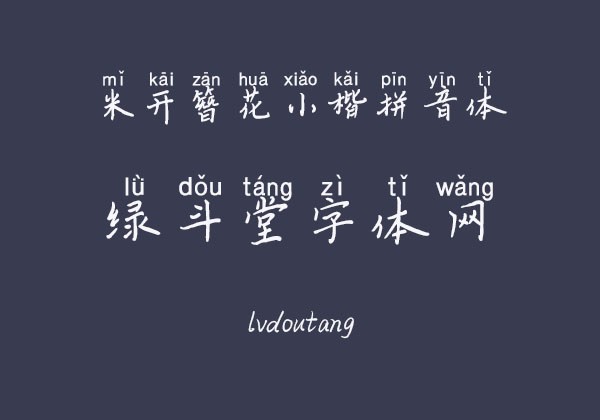 mǐ kāi zān huā xiǎo kǎi pīn yīn tǐ
米开簪花小楷拼音体
lǜ dǒu táng zì tǐ wǎng
绿斗堂字体网
lvdoutang